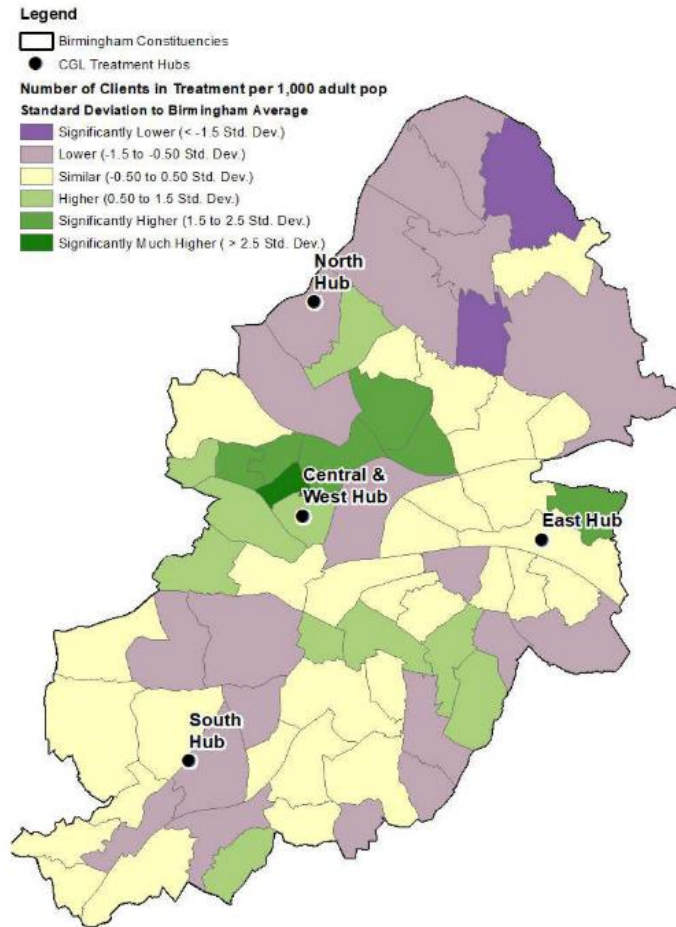 Legend
Birmingham Constituencies
CGL Treatment Hubs
Number of Clients in Treatment per 1,000 adult pop
Standard Deviation to Birmingham Average
Significantly Lower (< -1.5 Std. Dev.)
Lower (-1.5 to -0.50 Std. Dev.)
Similar (-0.50 to 0.50 Std. Dev.)
Higher (0.50 to 1.5 Std. Dev.)
Significantly Higher (1.5 to 2.5 Std. Dev.)
Significantly Much Higher ( > 2.5 Std. Dev.)
North
Hub
Central &
West Hub
East Hub
South
Hub